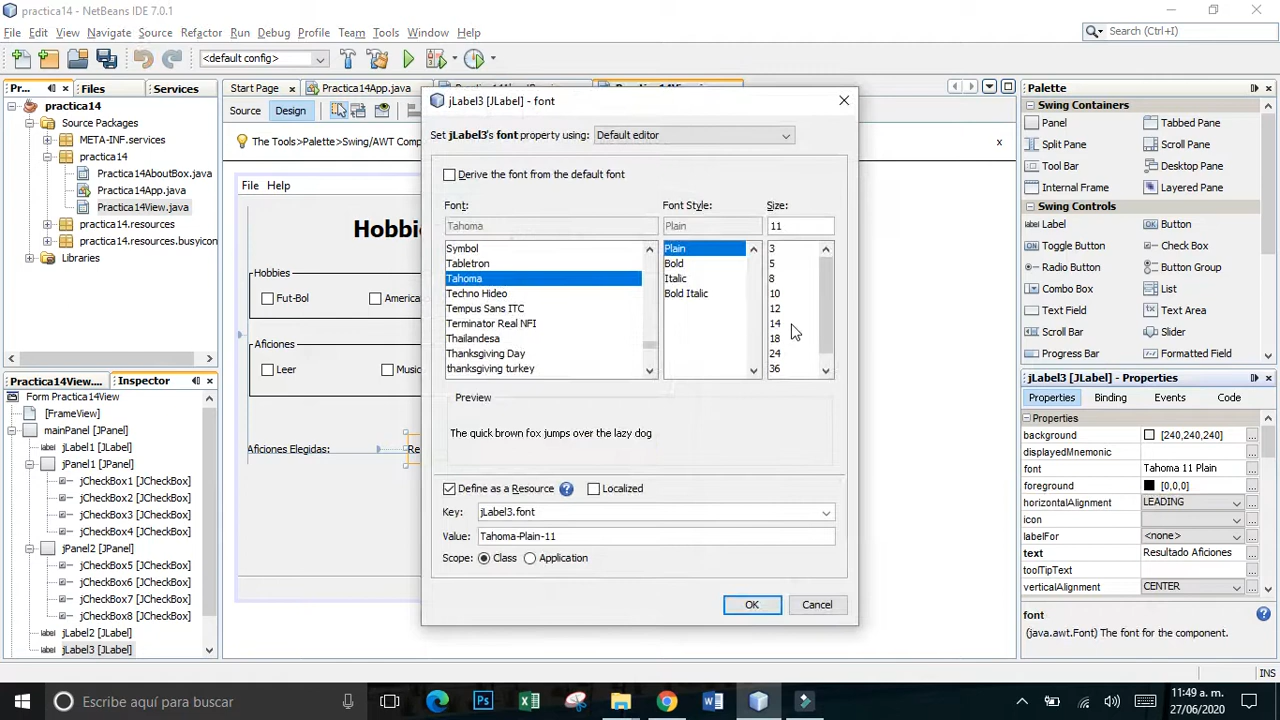 practica14 - NetBeans IDE 7.0.1
File Edit View Navigate Source Refactor Run Debug Profile Team Tools Window Help
Search (Ctrl+I)
<default config>
Pr... Files Services
Start Page Practica14App.java
Palette
practica14
Source Packages
META-INF.services
practica14
Practica14AboutBox.java
Practica14App.java
Practica14View.java
practica14.resources
practica14.resources.busyicon
Libraries
Source Design
The Tools>Palette>Swing/AWT Comp
x
File Help
Hobbie
Hobbies
Fut-Bol America
Aficiones
Leer Music
Aficiones Elegidas: Re
jLabel3 [JLabel] - font
Set jLabel3's font property using: Default editor
Derive the font from the default font
Font: Font Style: Size:
Tahoma Plain 11
Symbol
Tabletron
Tahoma
Techno Hideo
Tempus Sans ITC
Terminator Real NFI
Thailandesa
Thanksgiving Day
thanksgiving turkey
Plain
Bold
Italic
Bold Italic
3
5
8
10
12
14
18
24
36
Preview
The quick brown fox jumps over the lazy dog
Define as a Resource Localized
Key: jLabel3.font
Value: Tahoma-Plain-11
Scope: Class Application
OK Cancel
Swing Containers
Panel Tabbed Pane
Split Pane Scroll Pane
Tool Bar Desktop Pane
Internal Frame Layered Pane
Swing Controls
Label Button
Toggle Button Check Box
Radio Button Button Group
Combo Box List
Text Field Text Area
Scroll Bar Slider
Progress Bar Formatted Field
Practica14View.... Inspector
Form Practica14View
[FrameView]
mainPanel [JPanel]
jLabel1 [JLabel]
jPanel1 [JPanel]
jCheckBox1 [JCheckBox]
jCheckBox2 [JCheckBox]
jCheckBox3 [JCheckBox]
jCheckBox4 [JCheckBox]
jPanel2 [JPanel]
jCheckBox5 [JCheckBox]
jCheckBox6 [JCheckBox]
jCheckBox7 [JCheckBox]
jCheckBox8 [JCheckBox]
jLabel2 [JLabel]
jLabel3 [JLabel]
jLabel3 [JLabel] - Properties
Properties Binding Events Code
Properties
background [240,240,240] ...
displayedMnemonic ...
font Tahoma 11 Plain ...
foreground [0,0,0] ...
horizontalAlignment LEADING ...
icon ...
labelFor <none> ...
text Resultado Aficiones ...
toolTipText ...
verticalAlignment CENTER ...
font
(java.awt.Font) The font for the component.
INS
Escribe aquí para buscar
11:49 a. m.
27/06/2020